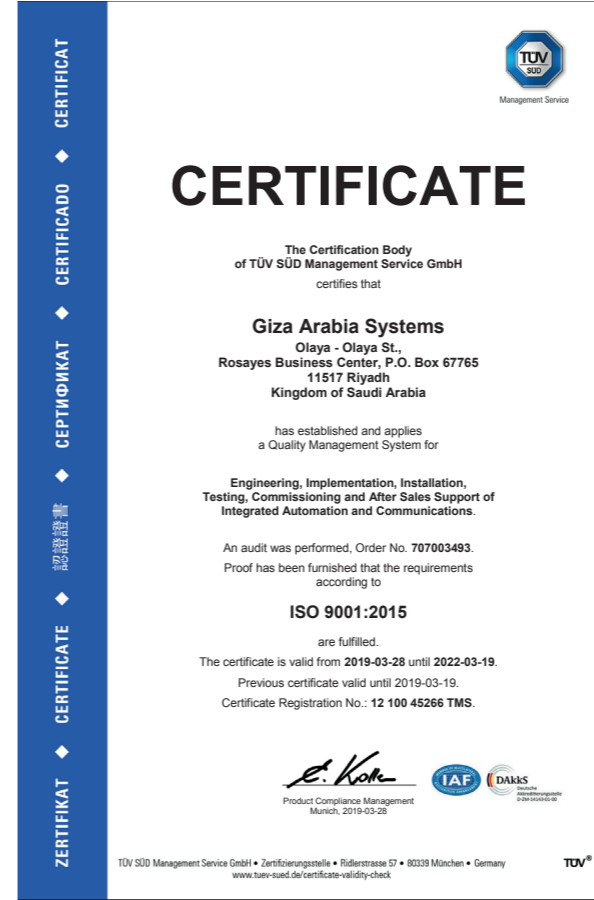 TÜV
SÜD
Management Service
CERTIFICATE
The Certification Body
of TÜV SÜD Management Service GmbH
certifies that
Giza Arabia Systems
Olaya - Olaya St.,
Rosayes Business Center, P.O. Box 67765
11517 Riyadh
Kingdom of Saudi Arabia
has established and applies
a Quality Management System for
Engineering, Implementation, Installation,
Testing, Commissioning and After Sales Support of
Integrated Automation and Communications.
An audit was performed, Order No. 707003493.
Proof has been furnished that the requirements
according to
ISO 9001:2015
are fulfilled.
The certificate is valid from 2019-03-28 until 2022-03-19.
Previous certificate valid until 2019-03-19.
Certificate Registration No.: 12 100 45266 TMS.
Product Compliance Management
Munich, 2019-03-28
IAF
DAkkS
Deutsche
Akkreditierungsstelle
D-ZM-14143-01-00
TÜV SÜD Management Service GmbH • Zertifizierungsstelle • Ridlerstrasse 57 • 80339 München • Germany
www.tuev-sued.de/certificate-validity-check
TÜV®
ZERTIFIKAT ◆ CERTIFICATE ◆ 認證證書 ◆ СЕРТИФИКАТ ◆ CERTIFICADO ◆ CERTIFICAT